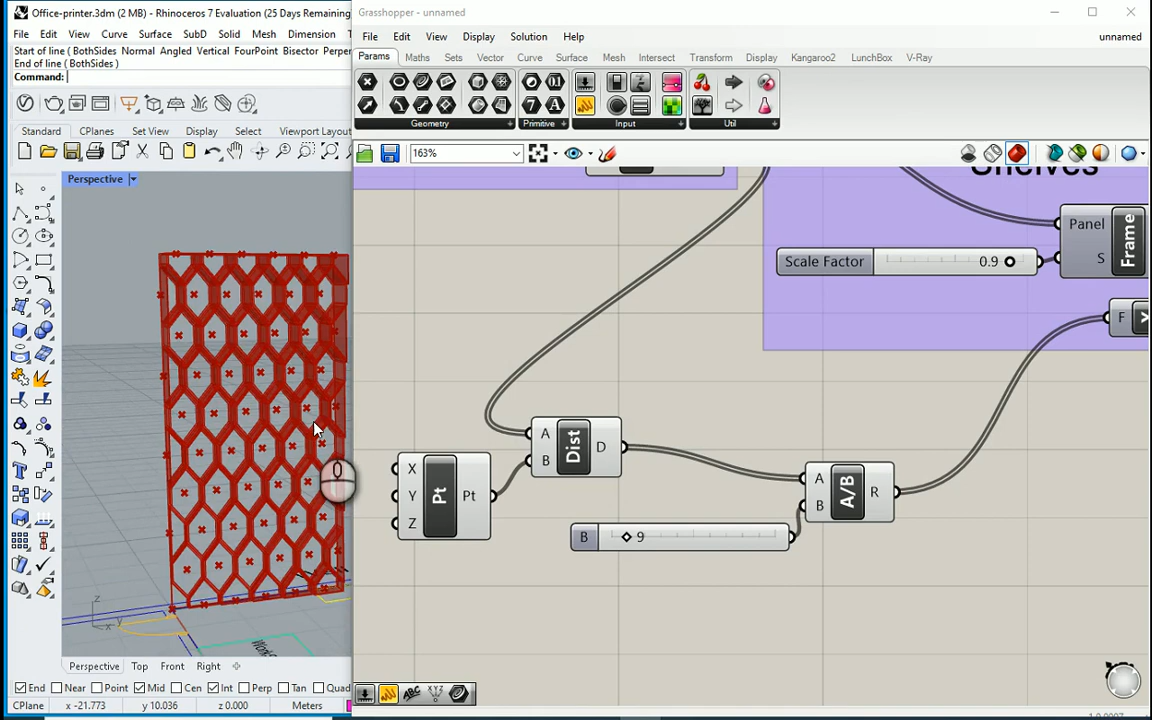 Office-printer.3dm (2 MB) - Rhinoceros 7 Evaluation (25 Days Remaining
File Edit View Curve Surface SubD Solid Mesh Dimension
Start of line ( BothSides Normal Angled Vertical FourPoint Bisector Perper
End of line ( BothSides )
Command:
Standard CPlanes Set View Display Select Viewport Layou
Perspective
z
y
x
Perspective Top Front Right
End Near Point Mid Cen Int Perp Tan Quad
CPlane x -21.773 y 10.036 z 0.000 Meters
Grasshopper - unnamed
File Edit View Display Solution Help unnamed
Params Maths Sets Vector Curve Surface Mesh Intersect Transform Display Kangaroo2 LunchBox V-Ray
Geometry Primitive Input Util
163%
Shelves
Panel
S
Frame
Scale Factor 0.9
F
A
B
Dist
D
X
Y
Z
Pt
Pt
A
B
A/B
R
B 9